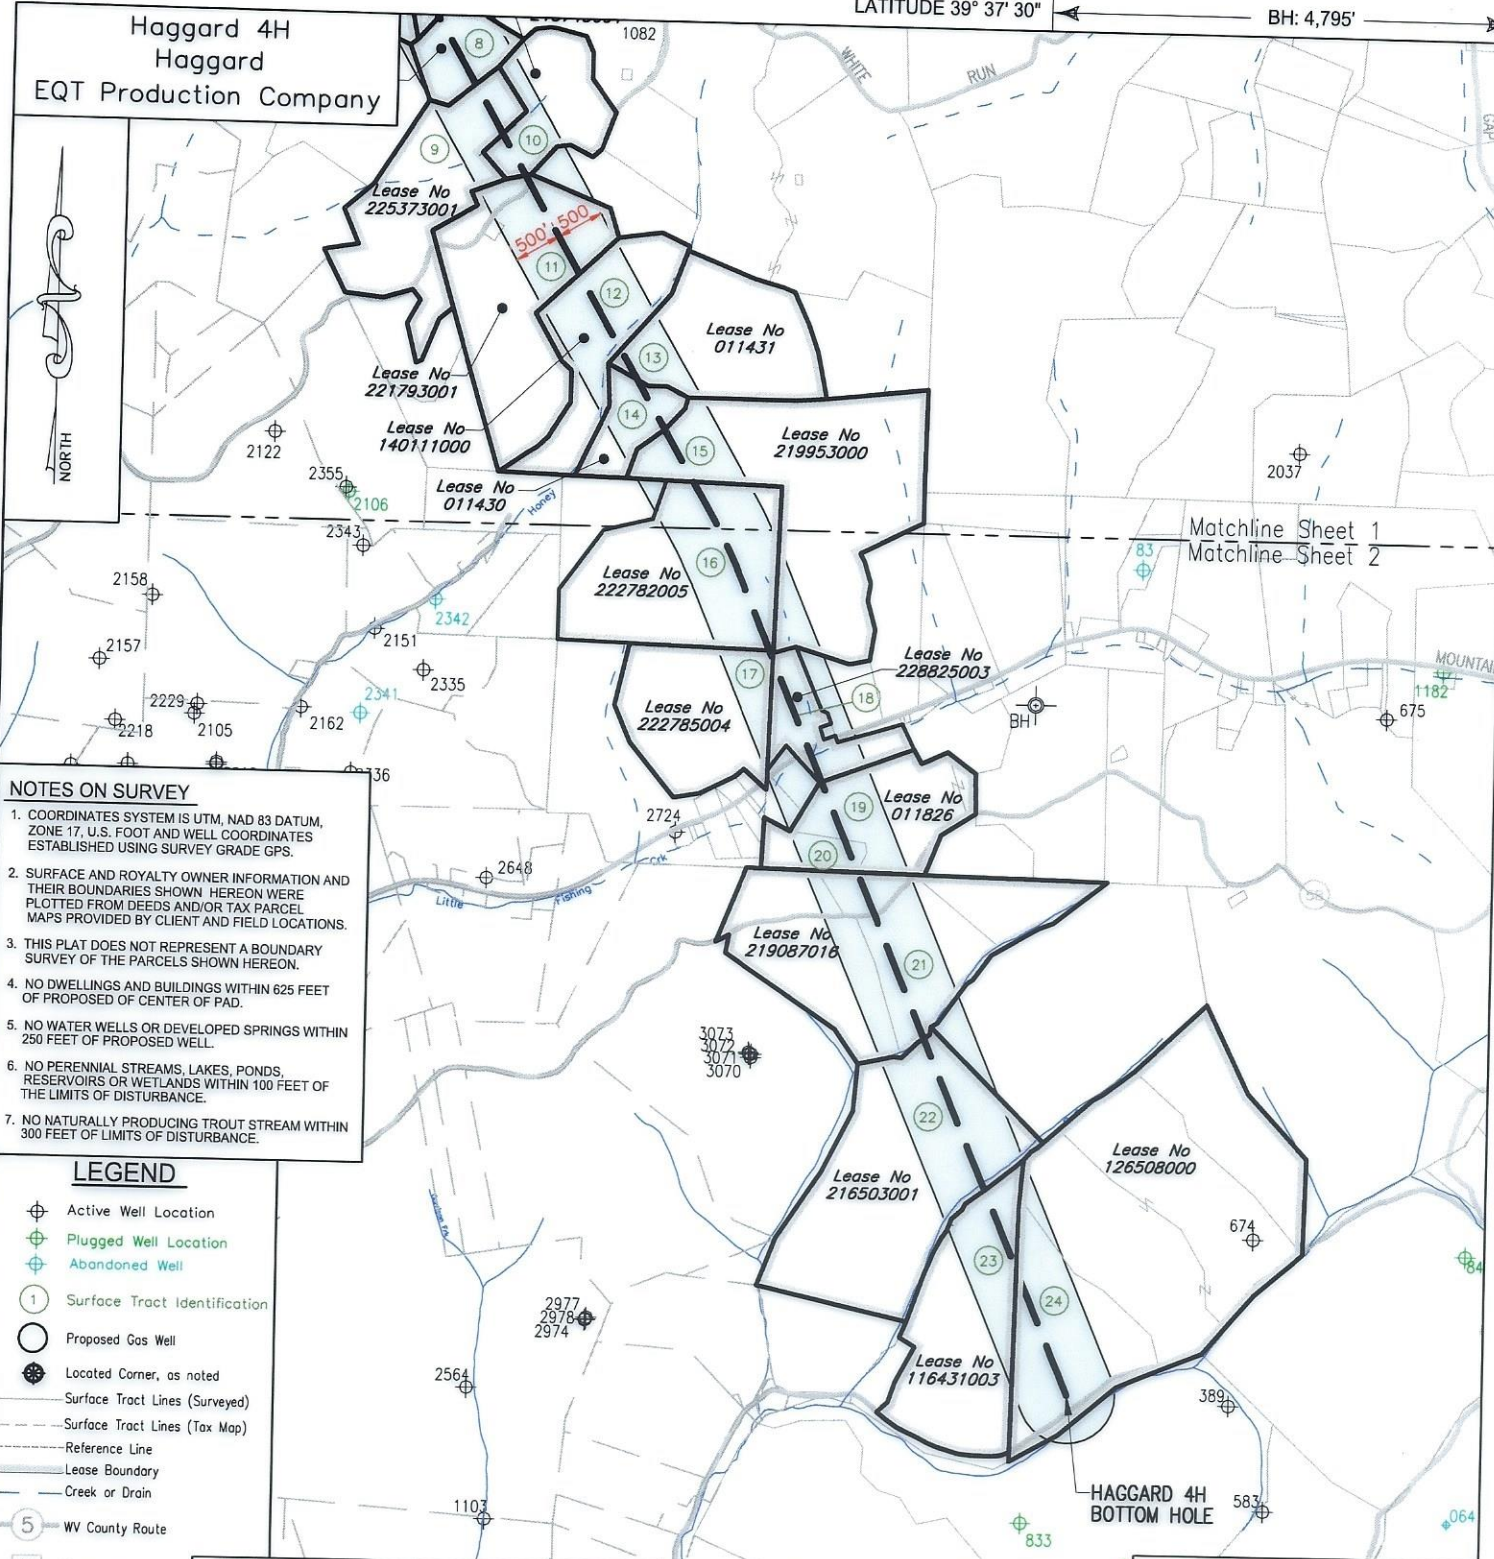 LATITUDE 39° 37' 30"
BH: 4,795'
Haggard 4H
Haggard
EQT Production Company
NORTH
1082
WHITE
RUN
GAP
8
9
10
Lease No
225373001
500' 500
11
12
Lease No
011431
13
Lease No
221793001
14
Lease No
140111000
15
Lease No
219953000
2122
2355
2106
2037
Lease No
011430
Honey
2343
Matchline Sheet 1
Matchline Sheet 2
83
16
Lease No
222782005
2158
2342
2151
2157
2335
Lease No
228825003
MOUNTAI
1182
17
18
2229
2341
2162
2218
2105
Lease No
222785004
BH
675
336
NOTES ON SURVEY
1. COORDINATES SYSTEM IS UTM, NAD 83 DATUM,
ZONE 17, U.S. FOOT AND WELL COORDINATES
ESTABLISHED USING SURVEY GRADE GPS.
2. SURFACE AND ROYALTY OWNER INFORMATION AND
THEIR BOUNDARIES SHOWN HEREON WERE
PLOTTED FROM DEEDS AND/OR TAX PARCEL
MAPS PROVIDED BY CLIENT AND FIELD LOCATIONS.
3. THIS PLAT DOES NOT REPRESENT A BOUNDARY
SURVEY OF THE PARCELS SHOWN HEREON.
4. NO DWELLINGS AND BUILDINGS WITHIN 625 FEET
OF PROPOSED OF CENTER OF PAD.
5. NO WATER WELLS OR DEVELOPED SPRINGS WITHIN
250 FEET OF PROPOSED WELL.
6. NO PERENNIAL STREAMS, LAKES, PONDS,
RESERVOIRS OR WETLANDS WITHIN 100 FEET OF
THE LIMITS OF DISTURBANCE.
7. NO NATURALLY PRODUCING TROUT STREAM WITHIN
300 FEET OF LIMITS OF DISTURBANCE.
2724
19
Lease No
011826
20
2648
Little
Fishing
Crk
58
Lease No
219087016
21
3073
3072
3071
3070
22
Lease No
216503001
Lease No
126508000
674
23
24
84
2977
2978
2974
2564
Lease No
116431003
389
1103
HAGGARD 4H
BOTTOM HOLE
583
833
064
LEGEND
Active Well Location
Plugged Well Location
Abandoned Well
1 Surface Tract Identification
Proposed Gas Well
Located Corner, as noted
Surface Tract Lines (Surveyed)
Surface Tract Lines (Tax Map)
Reference Line
Lease Boundary
Creek or Drain
5 WV County Route